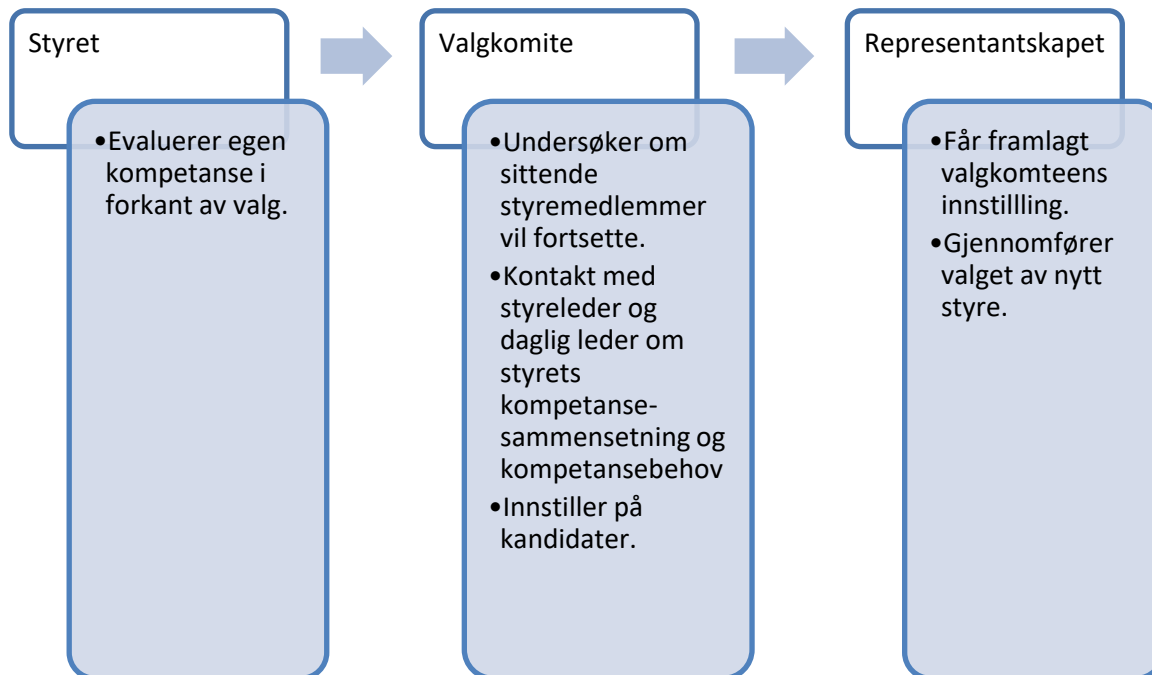 Styret
•Evaluerer egen
kompetanse i
forkant av valg.
Valgkomite
•Undersøker om
sittende
styremedlemmer
vil fortsette.
•Kontakt med
styreleder og
daglig leder om
styrets
kompetanse-
sammensetning og
kompetansebehov
•Innstiller på
kandidater.
Representantskapet
•Får framlagt
valgkomteens
innstillling.
•Gjennomfører
valget av nytt
styre.